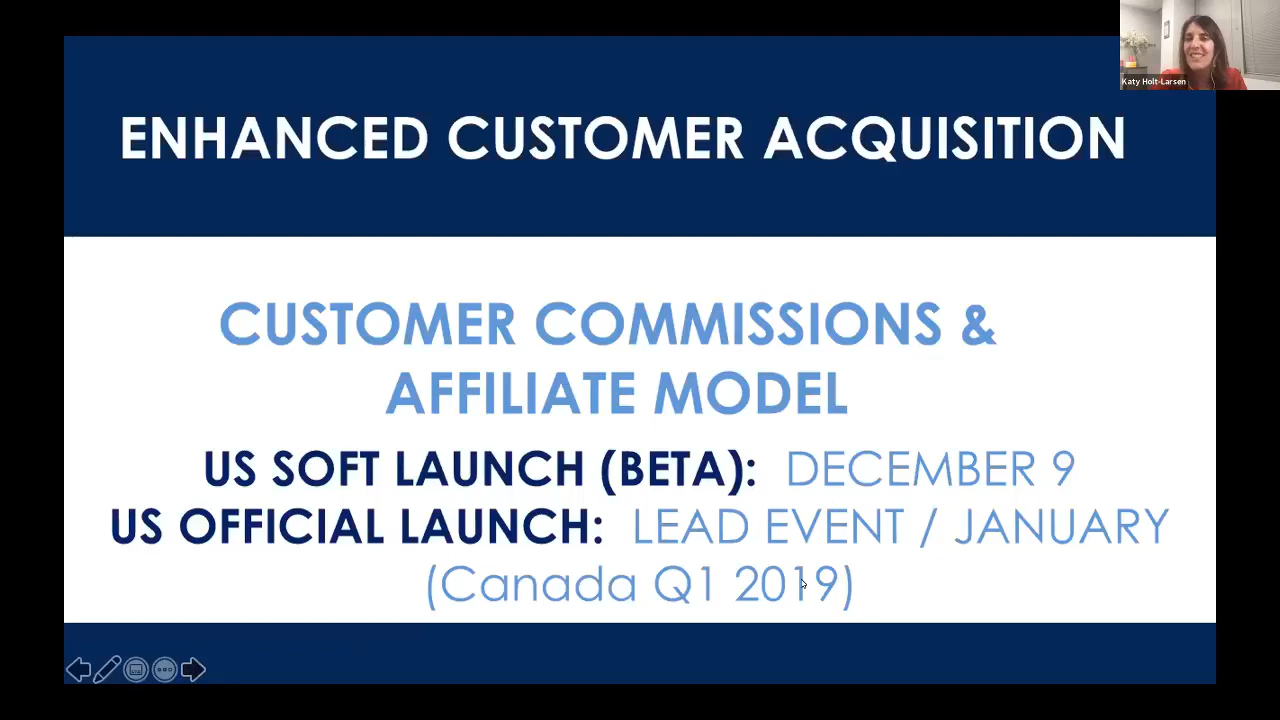 Katy Holt-Larsen
ENHANCED CUSTOMER ACQUISITION
CUSTOMER COMMISSIONS &
AFFILIATE MODEL
US SOFT LAUNCH (BETA): DECEMBER 9
US OFFICIAL LAUNCH: LEAD EVENT / JANUARY
(Canada Q1 2019)